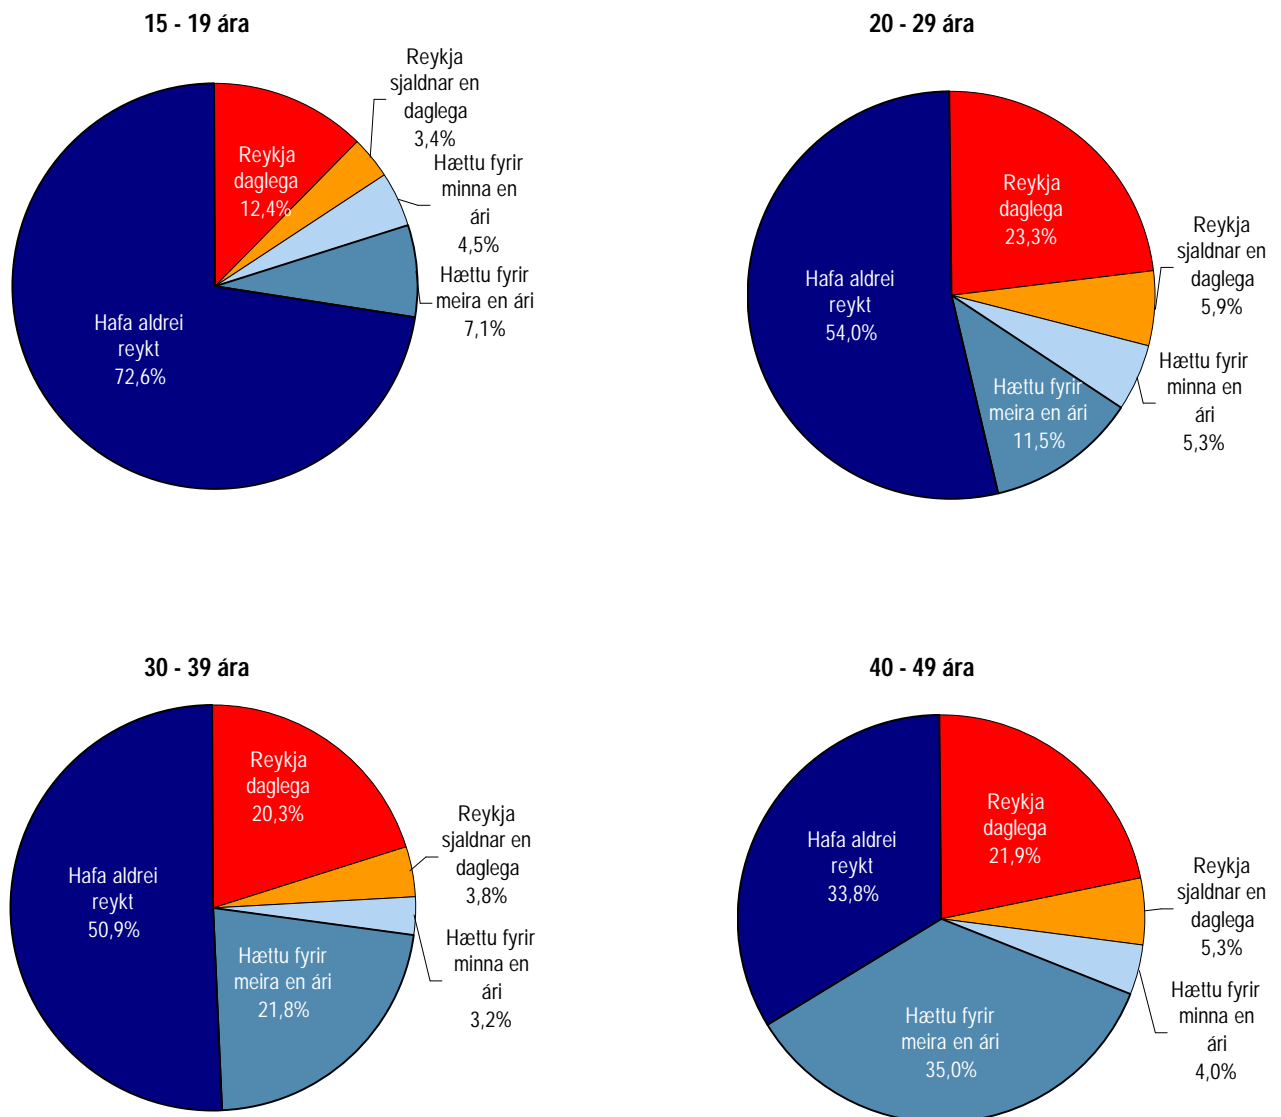 15 - 19 ára
Reykja
sjaldnar en
daglega
3,4%
Reykja
daglega
12,4%
Hættu fyrir
minna en
ári
4,5%
Hættu fyrir
meira en ári
7,1%
Hafa aldrei
reykt
72,6%
20 - 29 ára
Reykja
daglega
23,3%
Reykja
sjaldnar en
daglega
5,9%
Hafa aldrei
reykt
54,0%
Hættu fyrir
minna en
ári
5,3%
Hættu fyrir
meira en ári
11,5%
30 - 39 ára
Reykja
daglega
20,3%
Reykja
sjaldnar en
daglega
3,8%
Hafa aldrei
reykt
50,9%
Hættu fyrir
minna en
ári
3,2%
Hættu fyrir
meira en ári
21,8%
40 - 49 ára
Reykja
daglega
21,9%
Hafa aldrei
reykt
33,8%
Reykja
sjaldnar en
daglega
5,3%
Hættu fyrir
minna en
ári
4,0%
Hættu fyrir
meira en ári
35,0%